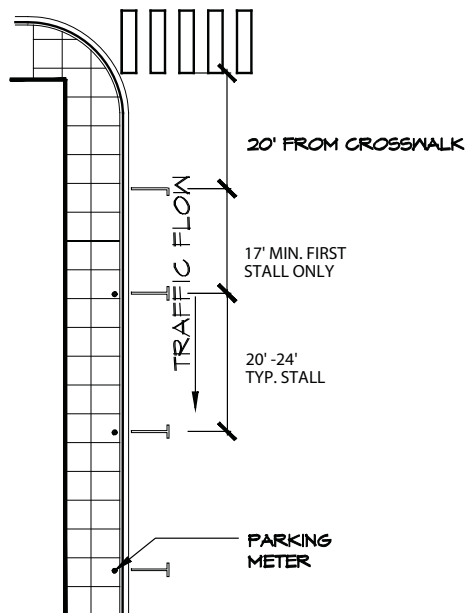 20' FROM CROSSWALK
TRAFFIC FLOW
17' MIN. FIRST
STALL ONLY
20' -24'
TYP. STALL
PARKING
METER